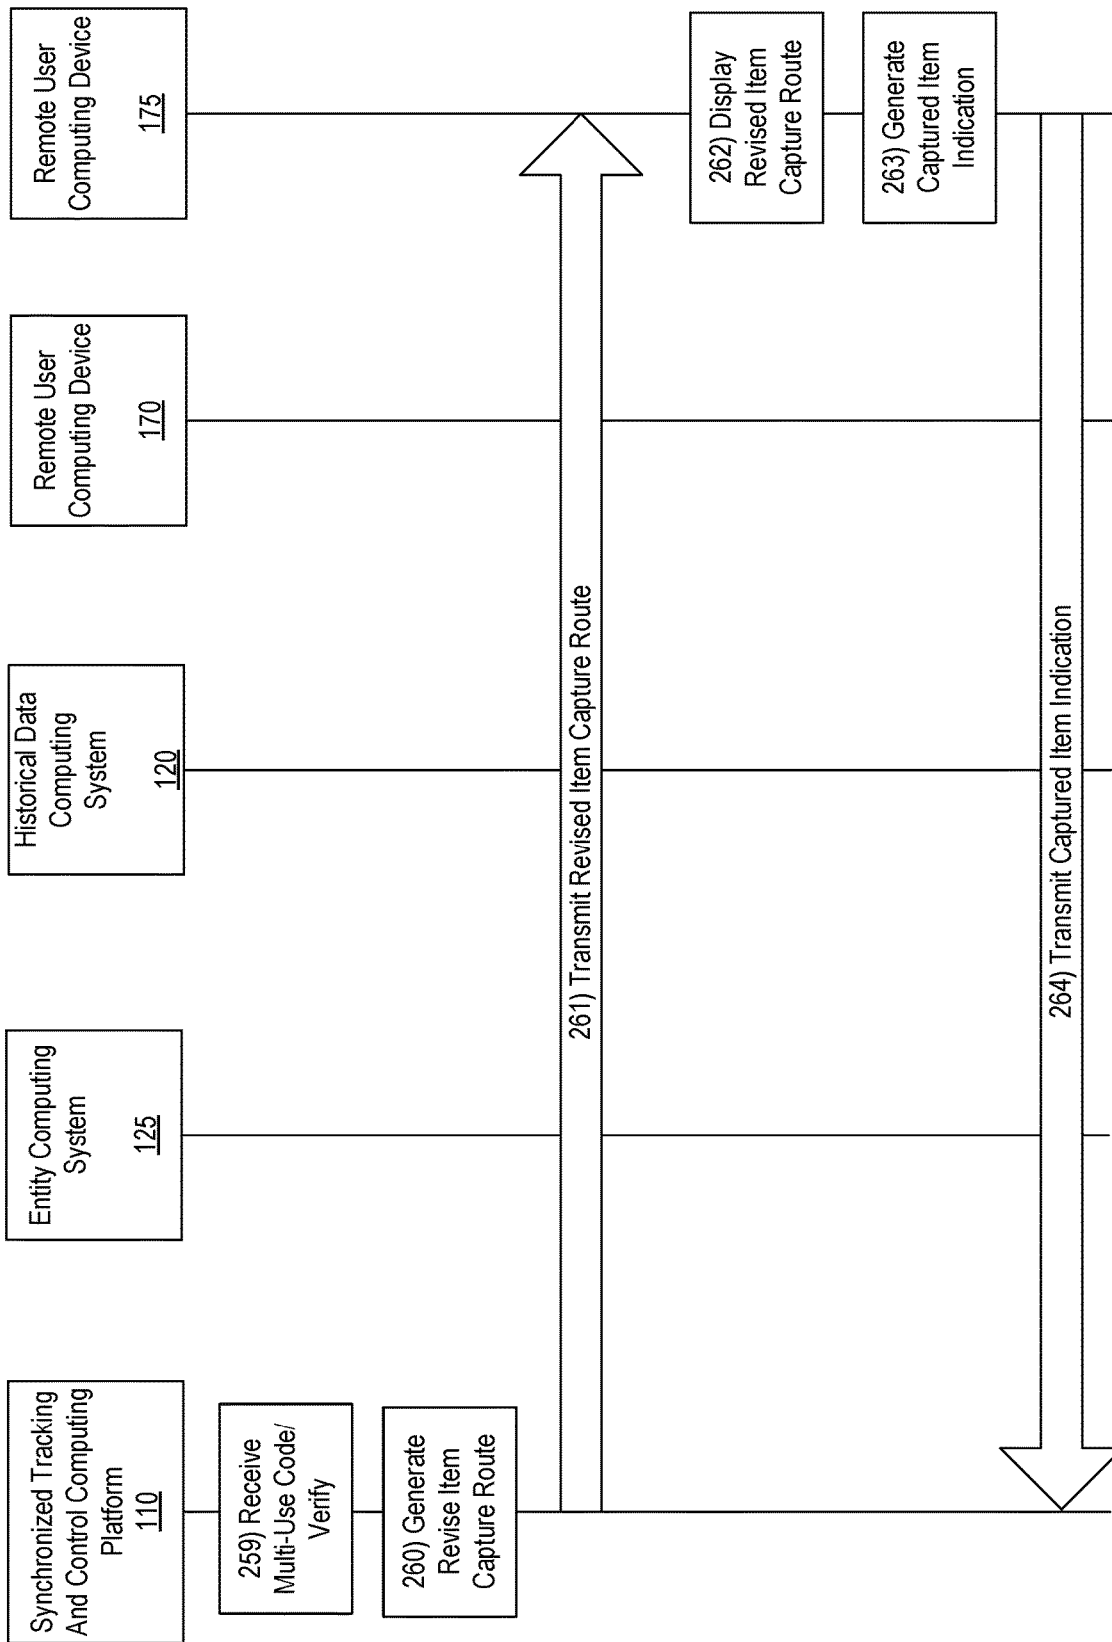 Synchronized Tracking
And Control Computing
Platform
110
Entity Computing
System
125
Historical Data
Computing
System
120
Remote User
Computing Device
170
Remote User
Computing Device
175
259) Receive
Multi-Use Code/
Verify
260) Generate
Revise Item
Capture Route
261) Transmit Revised Item Capture Route
262) Display
Revised Item
Capture Route
263) Generate
Captured Item
Indication
264) Transmit Captured Item Indication